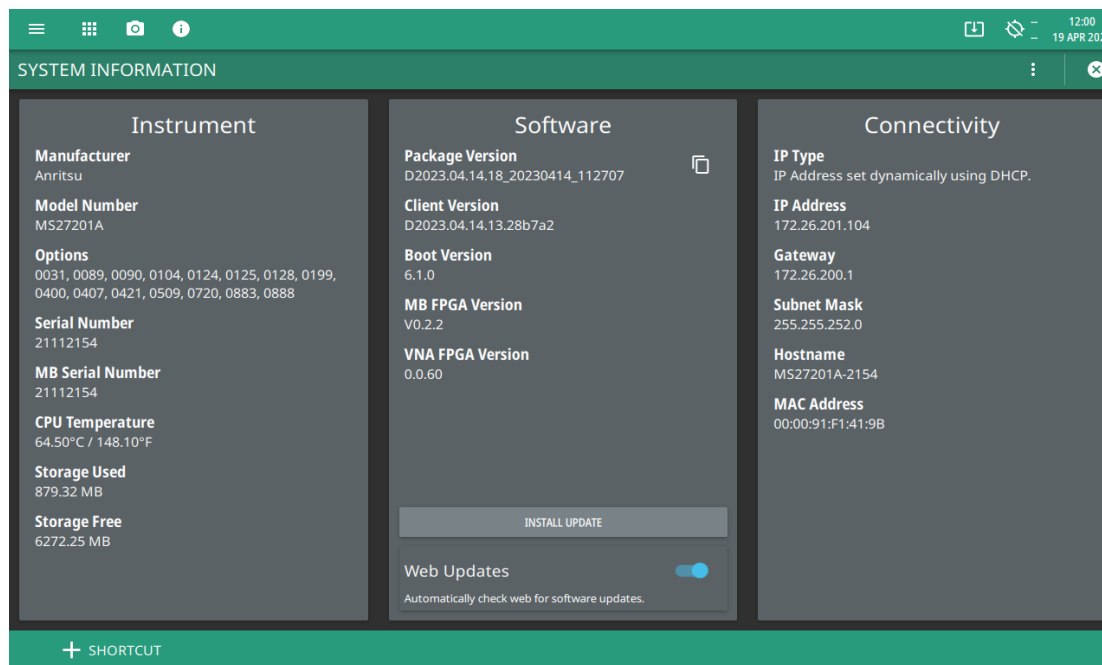 12:00
19 APR 202
SYSTEM INFORMATION
Instrument
Manufacturer
Anritsu
Model Number
MS27201A
Options
0031, 0089, 0090, 0104, 0124, 0125, 0128, 0199,
0400, 0407, 0421, 0509, 0720, 0883, 0888
Serial Number
21112154
MB Serial Number
21112154
CPU Temperature
64.50°C / 148.10°F
Storage Used
879.32 MB
Storage Free
6272.25 MB
Software
Package Version
D2023.04.14.18_20230414_112707
Client Version
D2023.04.14.13.28b7a2
Boot Version
6.1.0
MB FPGA Version
V0.2.2
VNA FPGA Version
0.0.60
INSTALL UPDATE
Web Updates
Automatically check web for software updates.
Connectivity
IP Type
IP Address set dynamically using DHCP.
IP Address
172.26.201.104
Gateway
172.26.200.1
Subnet Mask
255.255.252.0
Hostname
MS27201A-2154
MAC Address
00:00:91:F1:41:9B
SHORTCUT